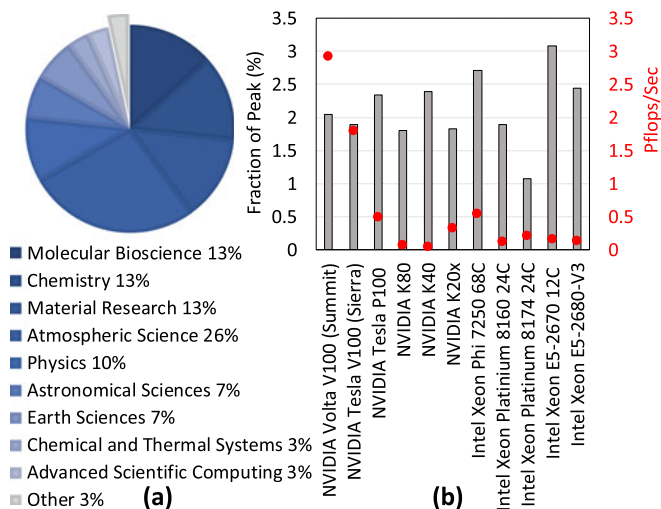 Molecular Bioscience 13%
Chemistry 13%
Material Research 13%
Atmospheric Science 26%
Physics 10%
Astronomical Sciences 7%
Earth Sciences 7%
Chemical and Thermal Systems 3%
Advanced Scientific Computing 3%
Other 3%
(a)
Fraction of Peak (%)
3.5
3
2.5
2
1.5
1
0.5
0
3.5
3
2.5
2
1.5
1
0.5
0
Pflops/Sec
NVIDIA Volta V100 (Summit)
NVIDIA Tesla V100 (Sierra)
NVIDIA Tesla P100
NVIDIA K80
NVIDIA K40
NVIDIA K20x
Intel Xeon Phi 7250 68C
Intel Xeon Platinium 8160 24C
Intel Xeon Platinum 8174 24C
Intel Xeon E5-2670 12C
Intel Xeon E5-2680-V3
(b)